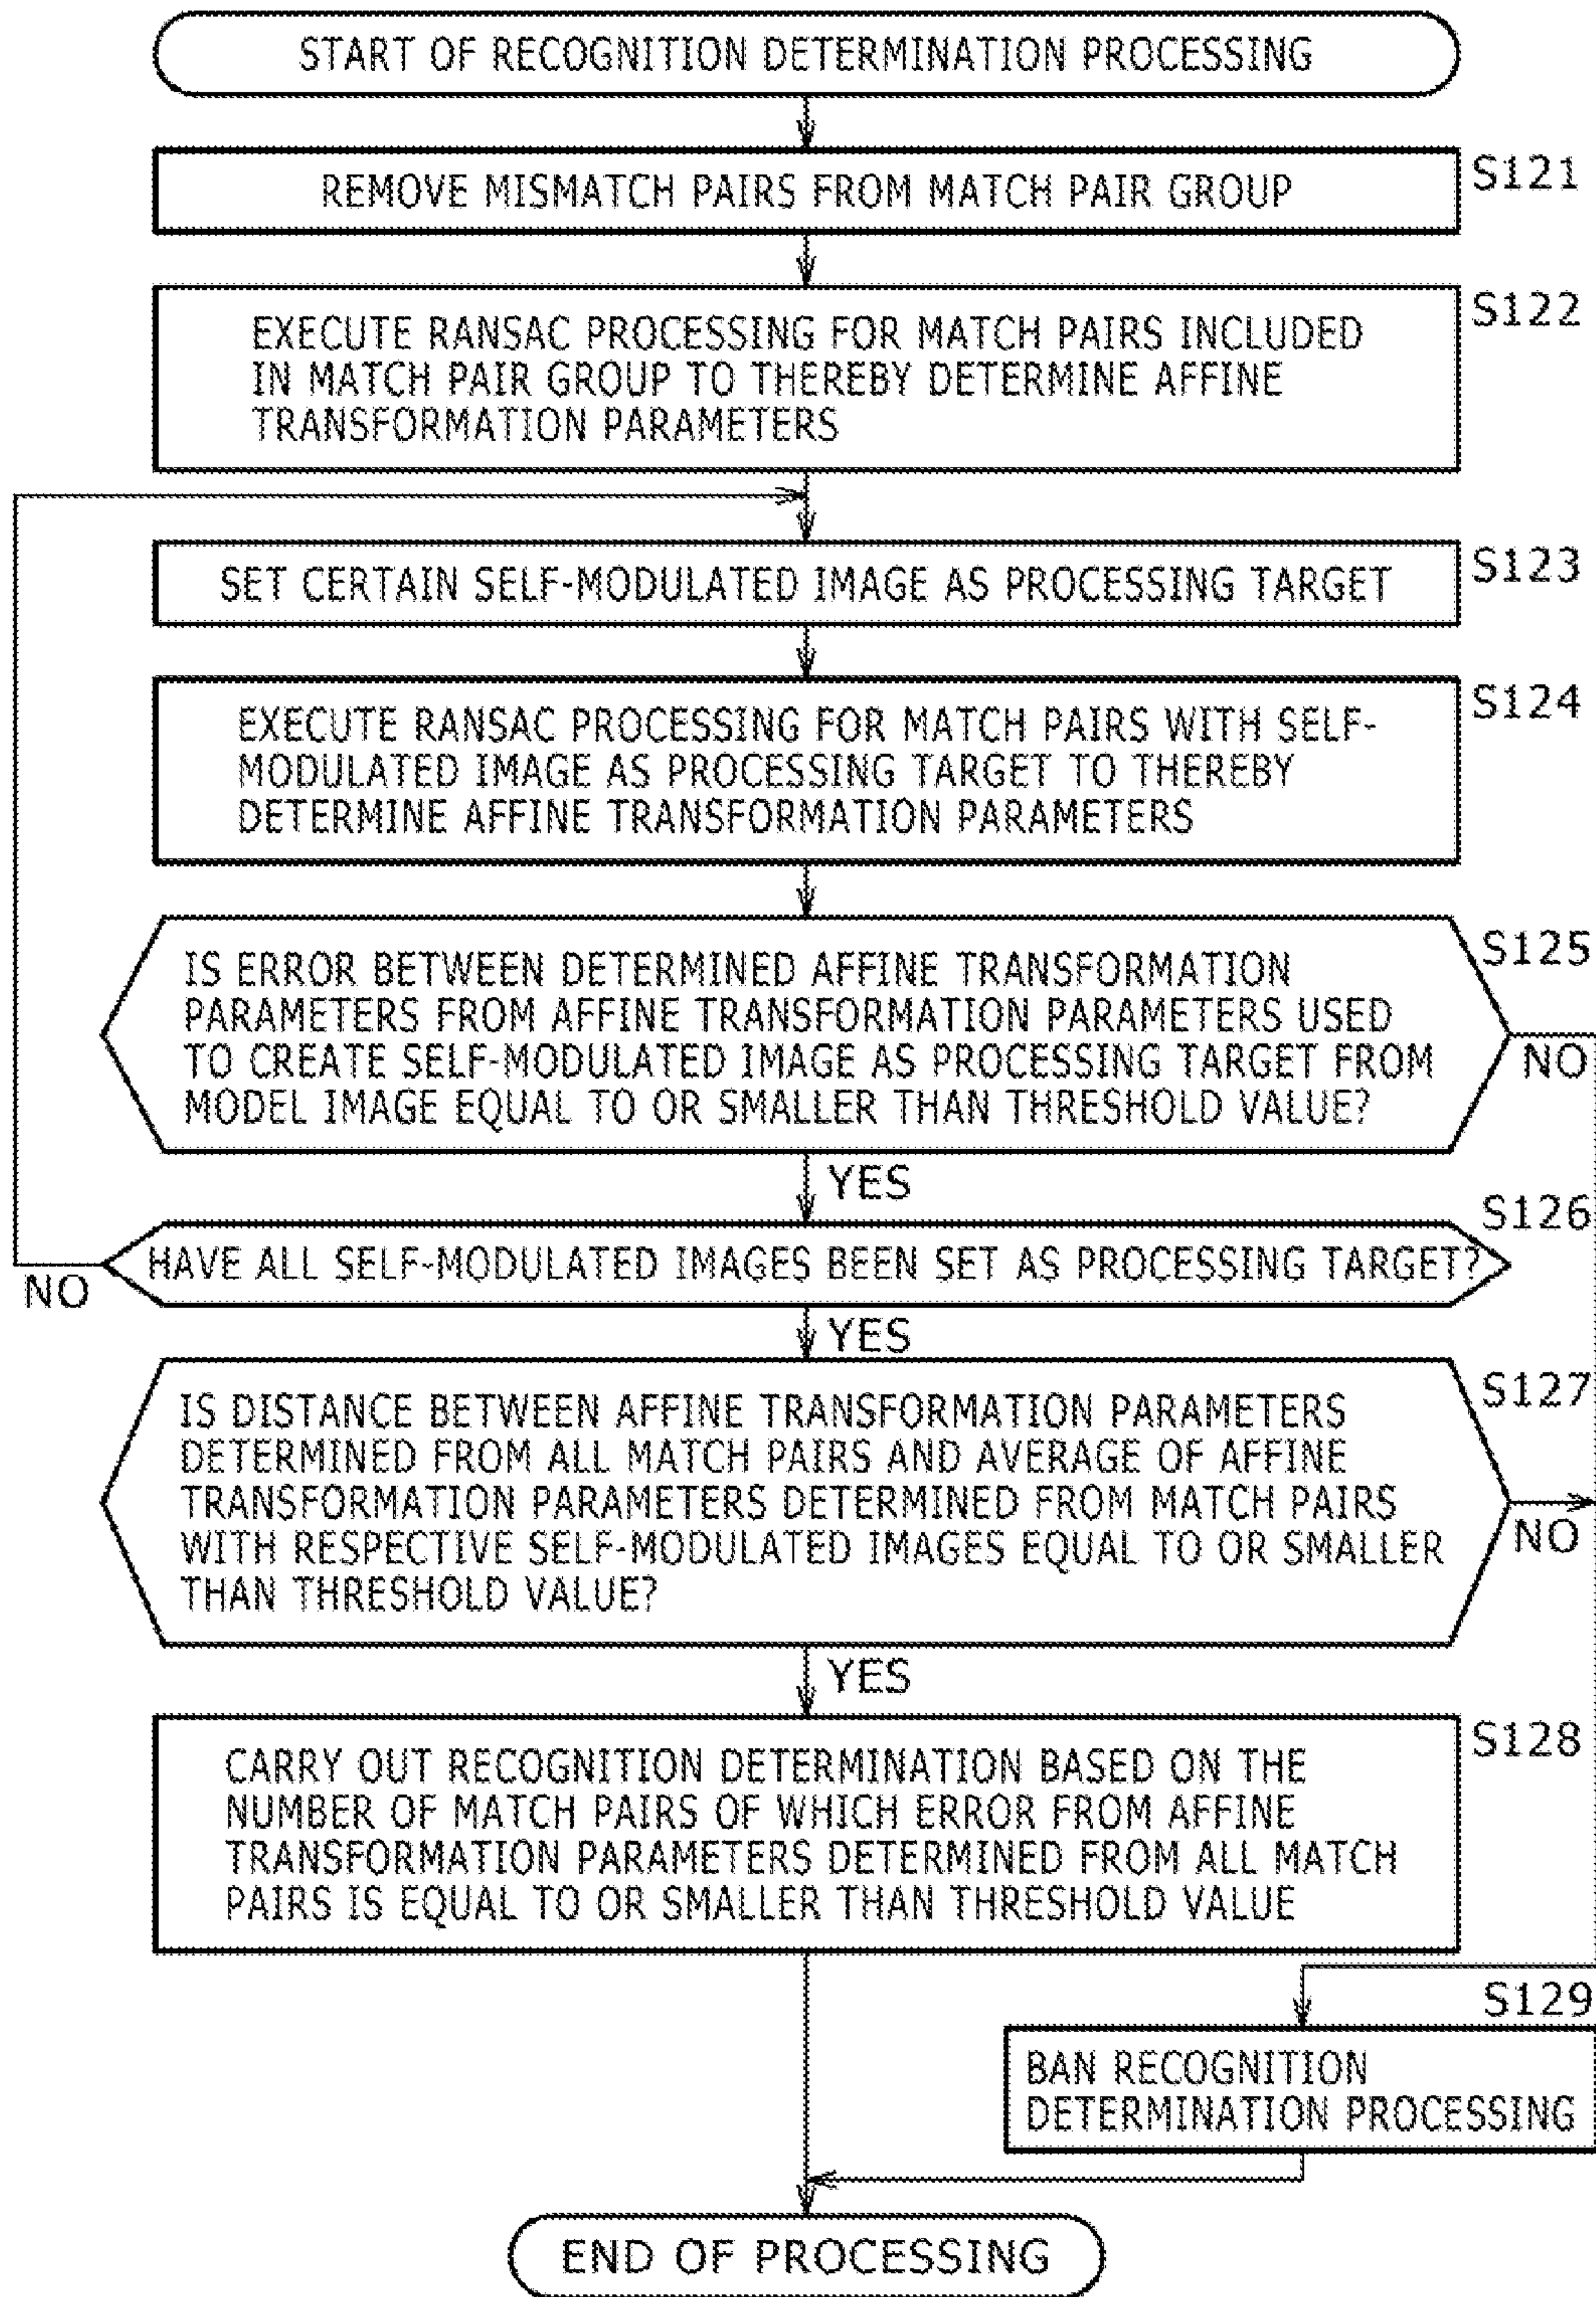 START OF RECOGNITION DETERMINATION PROCESSING
S121
REMOVE MISMATCH PAIRS FROM MATCH PAIR GROUP
S122
EXECUTE RANSAC PROCESSING FOR MATCH PAIRS INCLUDED
IN MATCH PAIR GROUP TO THEREBY DETERMINE AFFINE
TRANSFORMATION PARAMETERS
S123
SET CERTAIN SELF-MODULATED IMAGE AS PROCESSING TARGET
S124
EXECUTE RANSAC PROCESSING FOR MATCH PAIRS WITH SELF-
MODULATED IMAGE AS PROCESSING TARGET TO THEREBY
DETERMINE AFFINE TRANSFORMATION PARAMETERS
S125
IS ERROR BETWEEN DETERMINED AFFINE TRANSFORMATION
PARAMETERS FROM AFFINE TRANSFORMATION PARAMETERS USED
TO CREATE SELF-MODULATED IMAGE AS PROCESSING TARGET FROM
MODEL IMAGE EQUAL TO OR SMALLER THAN THRESHOLD VALUE?
NO
YES
S126
HAVE ALL SELF-MODULATED IMAGES BEEN SET AS PROCESSING TARGET?
NO
YES
S127
IS DISTANCE BETWEEN AFFINE TRANSFORMATION PARAMETERS
DETERMINED FROM ALL MATCH PAIRS AND AVERAGE OF AFFINE
TRANSFORMATION PARAMETERS DETERMINED FROM MATCH PAIRS
WITH RESPECTIVE SELF-MODULATED IMAGES EQUAL TO OR SMALLER
THAN THRESHOLD VALUE?
NO
YES
S128
CARRY OUT RECOGNITION DETERMINATION BASED ON THE
NUMBER OF MATCH PAIRS OF WHICH ERROR FROM AFFINE
TRANSFORMATION PARAMETERS DETERMINED FROM ALL MATCH
PAIRS IS EQUAL TO OR SMALLER THAN THRESHOLD VALUE
S129
BAN RECOGNITION
DETERMINATION PROCESSING
END OF PROCESSING